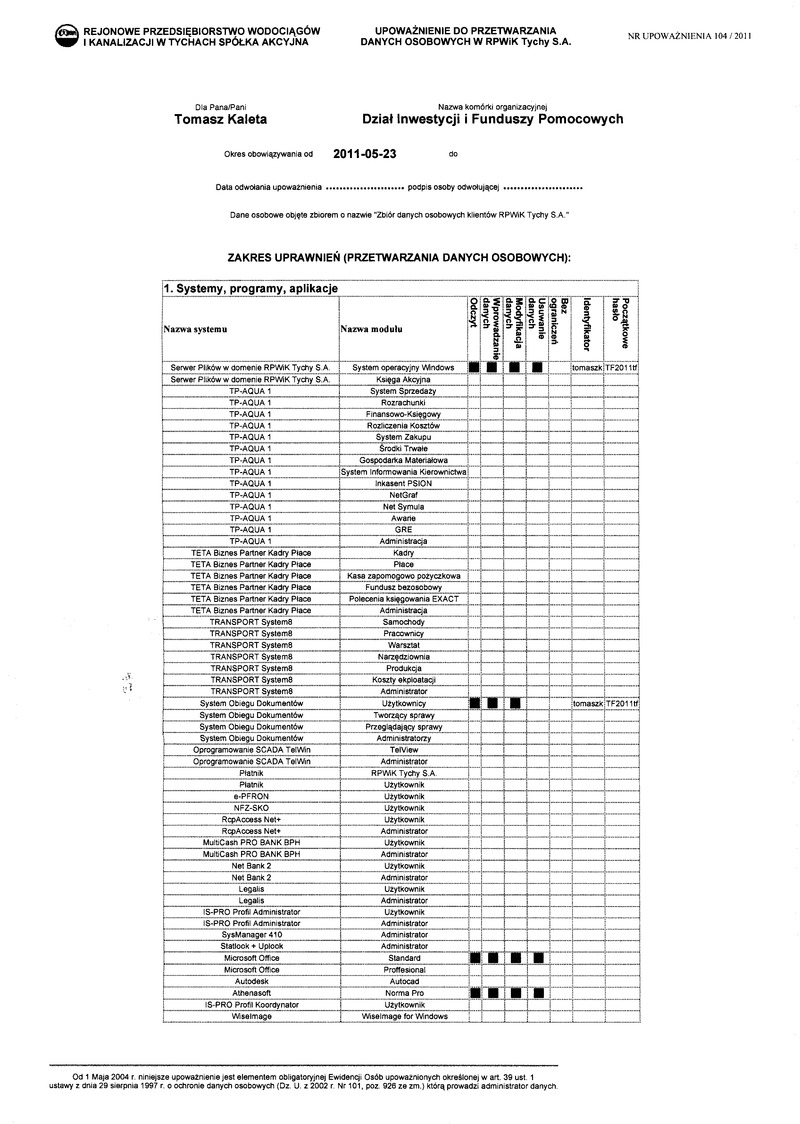 REJONOWE PRZEDSIĘBIORSTWO WODOCIĄGÓW
I KANALIZACJI W TYCHACH SPÓŁKA AKCYJNA
UPOWAŻNIENIE DO PRZETWARZANIA
DANYCH OSOBOWYCH W RPWiK Tychy S.A.
NR UPOWAŻNIENIA 104 / 2011
Dla Pana/Pani
Tomasz Kaleta
Nazwa komórki organizacyjnej
Dział Inwestycji i Funduszy Pomocowych
Okres obowiązywania od 2011-05-23 do
Data odwołania upoważnienia ........................ podpis osoby odwołującej ........................
Dane osobowe objęte zbiorem o nazwie "Zbiór danych osobowych klientów RPWiK Tychy S.A."
ZAKRES UPRAWNIEŃ (PRZETWARZANIA DANYCH OSOBOWYCH):
1. Systemy, programy, aplikacje
Nazwa systemu Nazwa modułu Odczyt Wprowadzanie danych Modyfikacja danych Usuwanie danych Bez ograniczeń Identyfikator Początkowe hasło
Serwer Plików w domenie RPWiK Tychy S.A. System operacyjny Windows ■ ■ ■ ■ tomaszk TF2011tf
Serwer Plików w domenie RPWiK Tychy S.A. Księga Akcyjna
TP-AQUA 1 System Sprzedaży
TP-AQUA 1 Rozrachunki
TP-AQUA 1 Finansowo-Księgowy
TP-AQUA 1 Rozliczenia Kosztów
TP-AQUA 1 System Zakupu
TP-AQUA 1 Środki Trwałe
TP-AQUA 1 Gospodarka Materiałowa
TP-AQUA 1 System Informowania Kierownictwa
TP-AQUA 1 Inkasent PSION
TP-AQUA 1 NetGraf
TP-AQUA 1 Net Symula
TP-AQUA 1 Awarie
TP-AQUA 1 GRE
TP-AQUA 1 Administracja
TETA Biznes Partner Kadry Płace Kadry
TETA Biznes Partner Kadry Płace Płace
TETA Biznes Partner Kadry Płace Kasa zapomogowo pożyczkowa
TETA Biznes Partner Kadry Płace Fundusz bezosobowy
TETA Biznes Partner Kadry Płace Polecenia księgowania EXACT
TETA Biznes Partner Kadry Płace Administracja
TRANSPORT System8 Samochody
TRANSPORT System8 Pracownicy
TRANSPORT System8 Warsztat
TRANSPORT System8 Narzędziownia
TRANSPORT System8 Produkcja
TRANSPORT System8 Koszty ekploatacji
TRANSPORT System8 Administrator
System Obiegu Dokumentów Użytkownicy ■ ■ ■ tomaszk TF2011tf
System Obiegu Dokumentów Tworzący sprawy
System Obiegu Dokumentów Przeglądający sprawy
System Obiegu Dokumentów Administratorzy
Oprogramowanie SCADA TelWin TelView
Oprogramowanie SCADA TelWin Administrator
Płatnik RPWiK Tychy S.A.
Płatnik Użytkownik
e-PFRON Użytkownik
NFZ-SKO Użytkownik
RcpAccess Net+ Użytkownik
RcpAccess Net+ Administrator
MultiCash PRO BANK BPH Użytkownik
MultiCash PRO BANK BPH Administrator
Net Bank 2 Użytkownik
Net Bank 2 Administrator
Legalis Użytkownik
Legalis Administrator
IS-PRO Profil Administrator Użytkownik
IS-PRO Profil Administrator Administrator
SysManager 410 Administrator
Statlook + Uplook Administrator
Microsoft Office Standard ■ ■ ■ ■
Microsoft Office Proffesional
Autodesk Autocad
Athenasoft Norma Pro ■ ■ ■ ■
IS-PRO Profil Koordynator Użytkownik
WiseImage WiseImage for Windows
Od 1 Maja 2004 r. niniejsze upoważnienie jest elementem obligatoryjnej Ewidencji Osób upoważnionych określonej w art. 39 ust. 1
ustawy z dnia 29 sierpnia 1997 r. o ochronie danych osobowych (Dz. U. z 2002 r. Nr 101, poz. 926 ze zm.) którą prowadzi administrator danych.